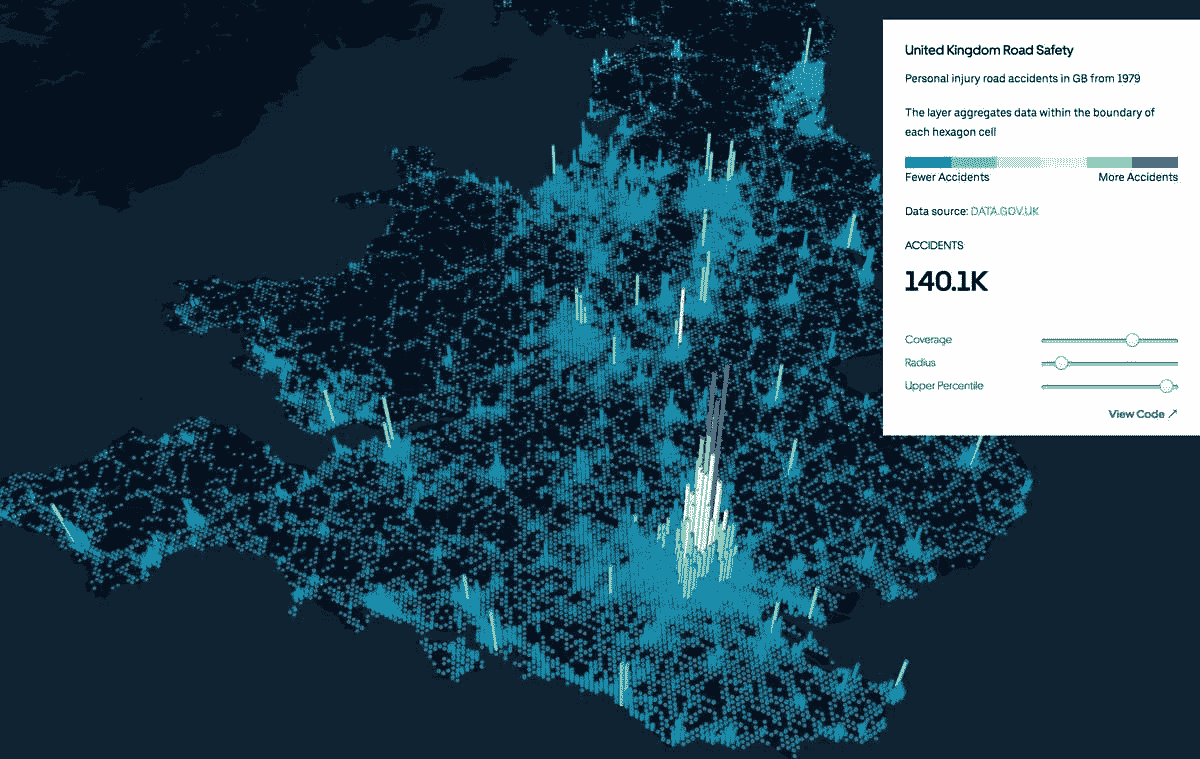 United Kingdom Road Safety
Personal injury road accidents in GB from 1979
The layer aggregates data within the boundary of
each hexagon cell
Fewer Accidents More Accidents
Data source: DATA.GOV.UK
ACCIDENTS
140.1K
Coverage
Radius
Upper Percentile
View Code ↗